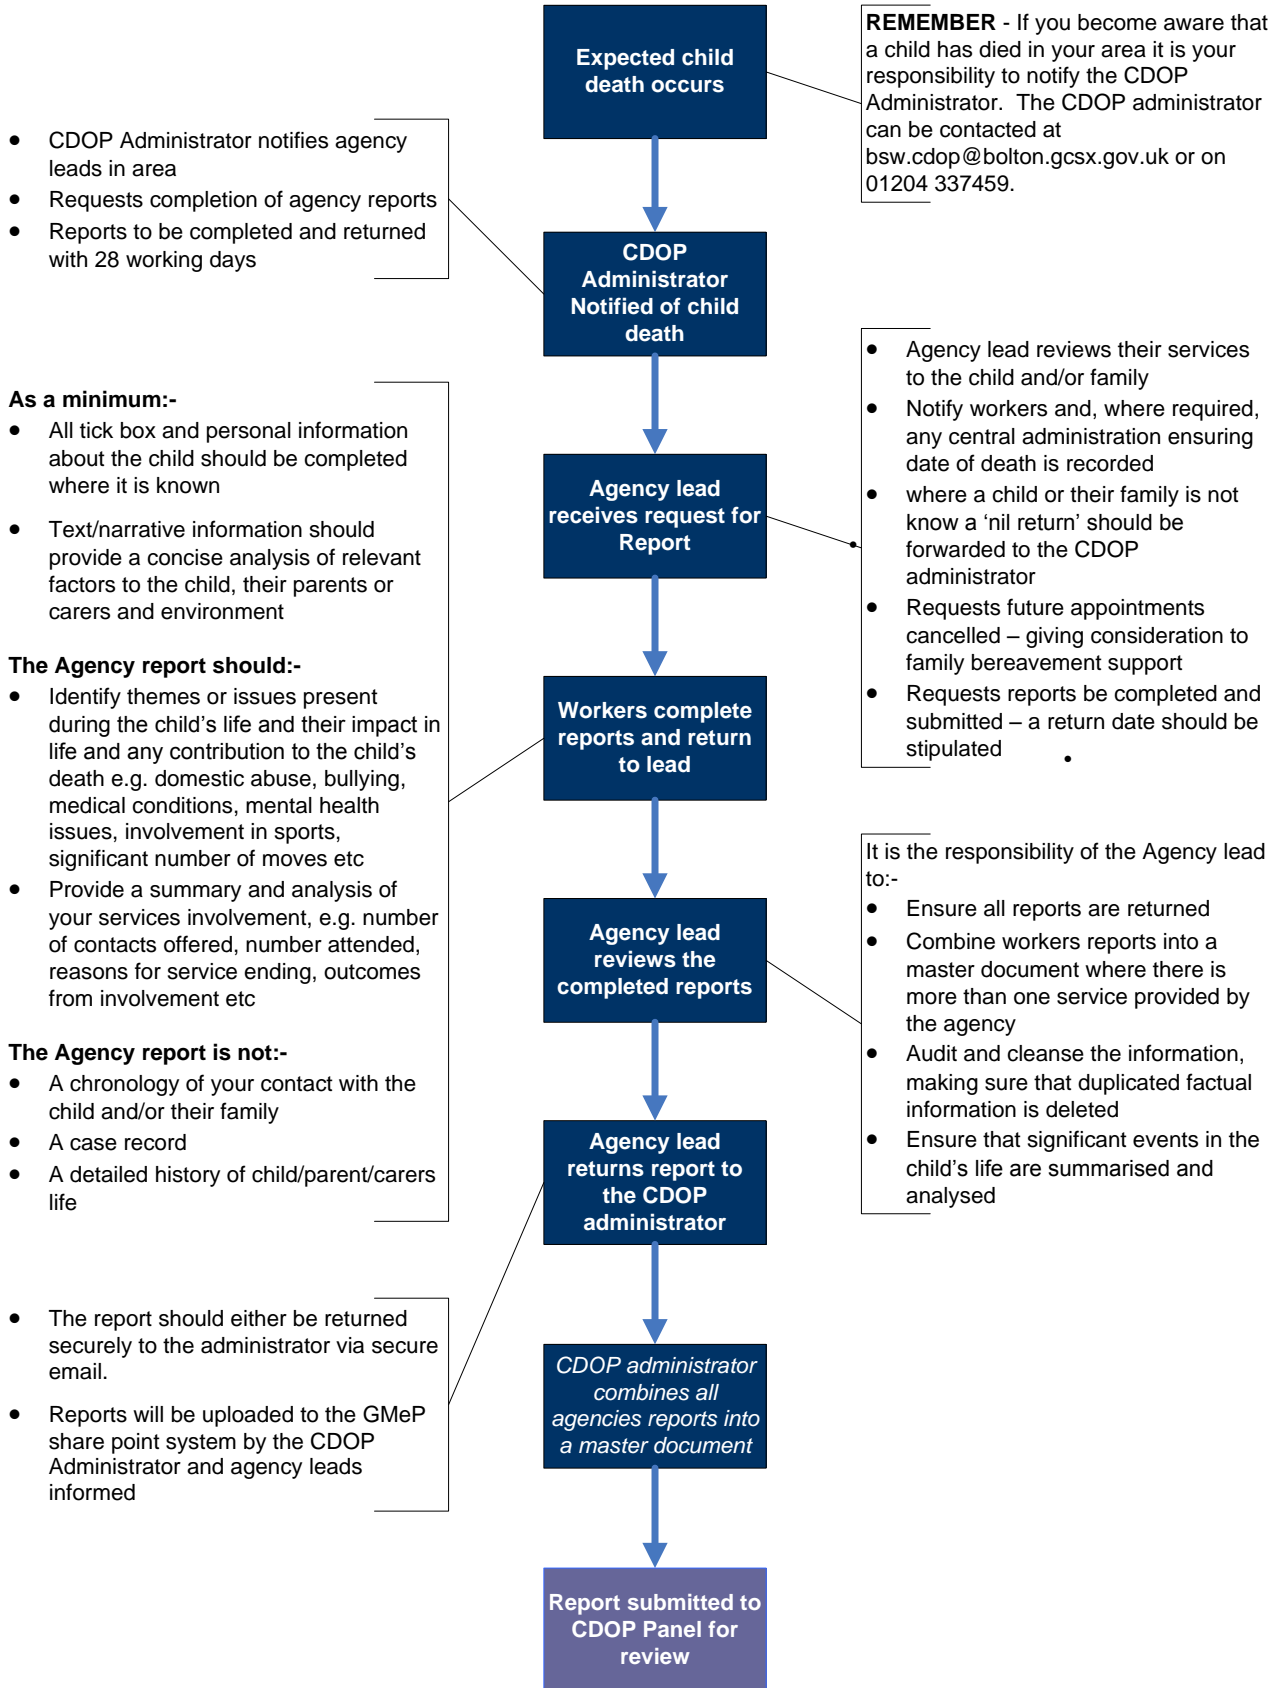 Expected child
death occurs
REMEMBER - If you become aware that
a child has died in your area it is your
responsibility to notify the CDOP
Administrator.  The CDOP administrator
can be contacted at
bsw.cdop@bolton.gcsx.gov.uk or on
01204 337459.
• CDOP Administrator notifies agency
leads in area
• Requests completion of agency reports
• Reports to be completed and returned
with 28 working days
CDOP
Administrator
Notified of child
death
• Agency lead reviews their services
to the child and/or family
• Notify workers and, where required,
any central administration ensuring
date of death is recorded
• where a child or their family is not
know a ‘nil return’ should be
forwarded to the CDOP
administrator
• Requests future appointments
cancelled – giving consideration to
family bereavement support
• Requests reports be completed and
submitted – a return date should be
stipulated
As a minimum:-
• All tick box and personal information
about the child should be completed
where it is known
• Text/narrative information should
provide a concise analysis of relevant
factors to the child, their parents or
carers and environment
The Agency report should:-
• Identify themes or issues present
during the child’s life and their impact in
life and any contribution to the child’s
death e.g. domestic abuse, bullying,
medical conditions, mental health
issues, involvement in sports,
significant number of moves etc
• Provide a summary and analysis of
your services involvement, e.g. number
of contacts offered, number attended,
reasons for service ending, outcomes
from involvement etc
The Agency report is not:-
• A chronology of your contact with the
child and/or their family
• A case record
• A detailed history of child/parent/carers
life
Agency lead
receives request for
Report
Workers complete
reports and return
to lead
Agency lead
reviews the
completed reports
It is the responsibility of the Agency lead
to:-
• Ensure all reports are returned
• Combine workers reports into a
master document where there is
more than one service provided by
the agency
• Audit and cleanse the information,
making sure that duplicated factual
information is deleted
• Ensure that significant events in the
child’s life are summarised and
analysed
Agency lead
returns report to
the CDOP
administrator
• The report should either be returned
securely to the administrator via secure
email.
• Reports will be uploaded to the GMeP
share point system by the CDOP
Administrator and agency leads
informed
CDOP administrator
combines all
agencies reports into
a master document
Report submitted to
CDOP Panel for
review